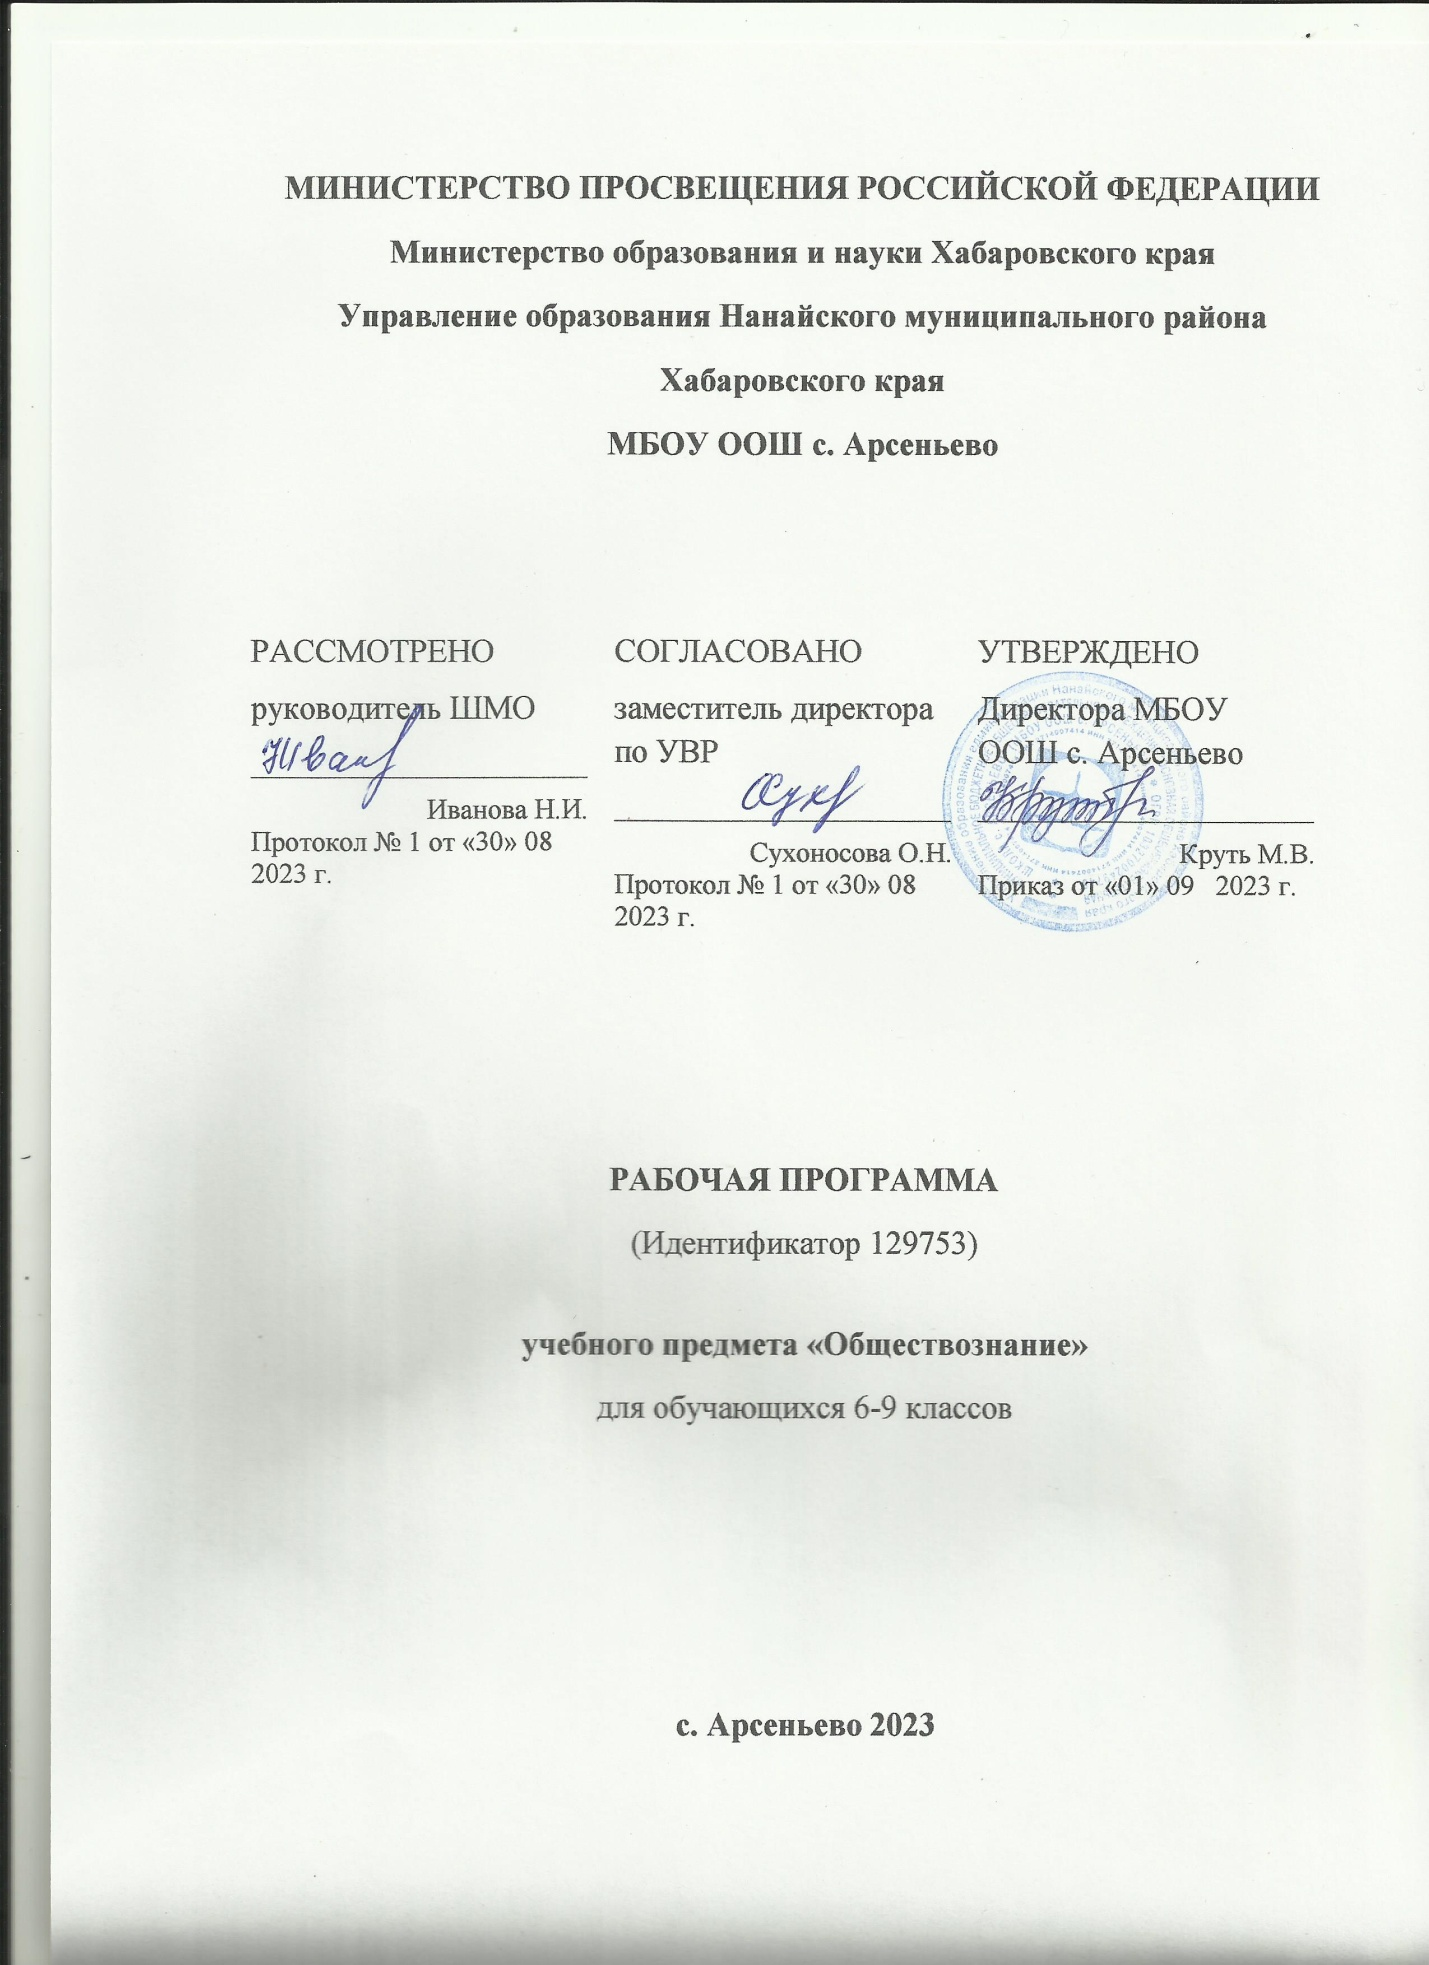 МИНИСТЕРСТВО ПРОСВЕЩЕНИЯ РОССИЙСКОЙ ФЕДЕРАЦИИ
Министерство образования и науки Хабаровского края
Управление образования Нанайского муниципального района
Хабаровского края
МБОУ ООШ с. Арсеньево
РАССМОТРЕНО
руководитель ШМО
Иванова Н.И.
Протокол № 1 от «30» 08
2023 г.
СОГЛАСОВАНО
заместитель директора
по УВР
Сухоносова О.Н.
Протокол № 1 от «30» 08
2023 г.
УТВЕРЖДЕНО
Директора МБОУ
ООШ с. Арсеньево
Круть М.В.
Приказ от «01» 09 2023 г.
РАБОЧАЯ ПРОГРАММА
(Идентификатор 129753)
учебного предмета «Обществознание»
для обучающихся 6-9 классов
с. Арсеньево 2023